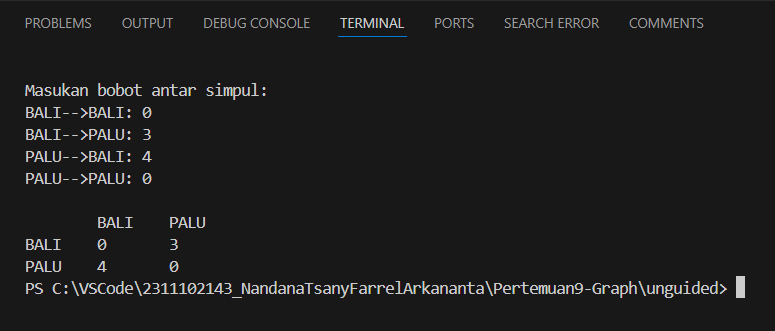 PROBLEMS OUTPUT DEBUG CONSOLE TERMINAL PORTS SEARCH ERROR COMMENTS
Masukan bobot antar simpul:
BALI-->BALI: 0
BALI-->PALU: 3
PALU-->BALI: 4
PALU-->PALU: 0
BALI PALU
BALI 0 3
PALU 4 0
PS C:\VSCode\2311102143_NandanaTsanyFarrelArkananta\Pertemuan9-Graph\unguided>